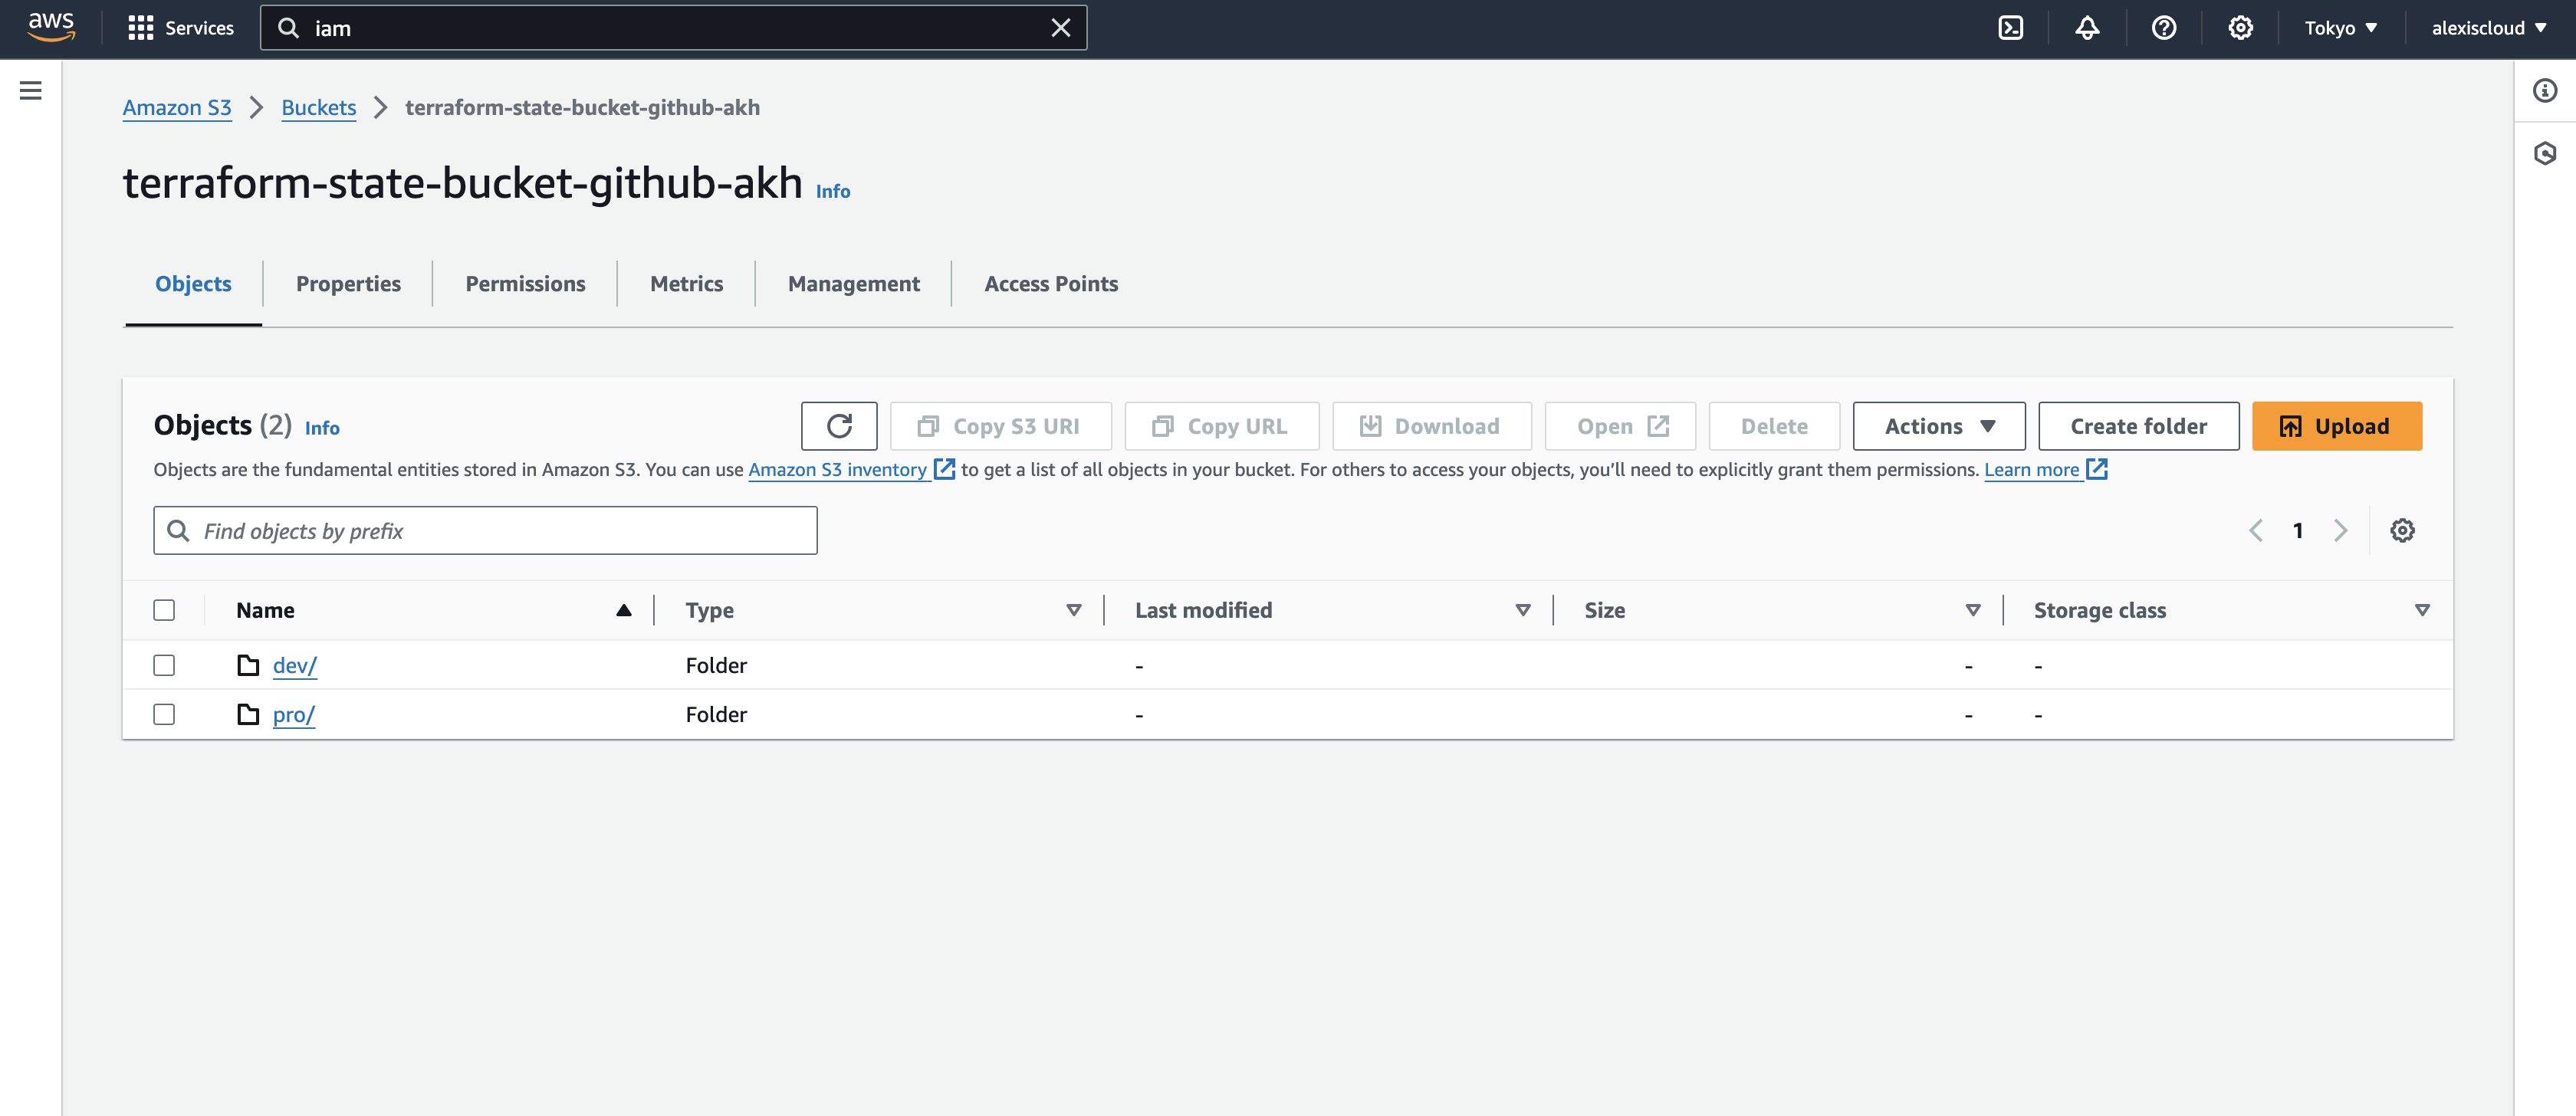 aws Services iam Tokyo alexiscloud
Amazon S3 Buckets terraform-state-bucket-github-akh
terraform-state-bucket-github-akh Info
Objects Properties Permissions Metrics Management Access Points
Objects (2) Info Copy S3 URI Copy URL Download Open Delete Actions Create folder Upload
Objects are the fundamental entities stored in Amazon S3. You can use Amazon S3 inventory to get a list of all objects in your bucket. For others to access your objects, you’ll need to explicitly grant them permissions. Learn more
Find objects by prefix 1
Name Type Last modified Size Storage class
dev/ Folder - - -
pro/ Folder - - -